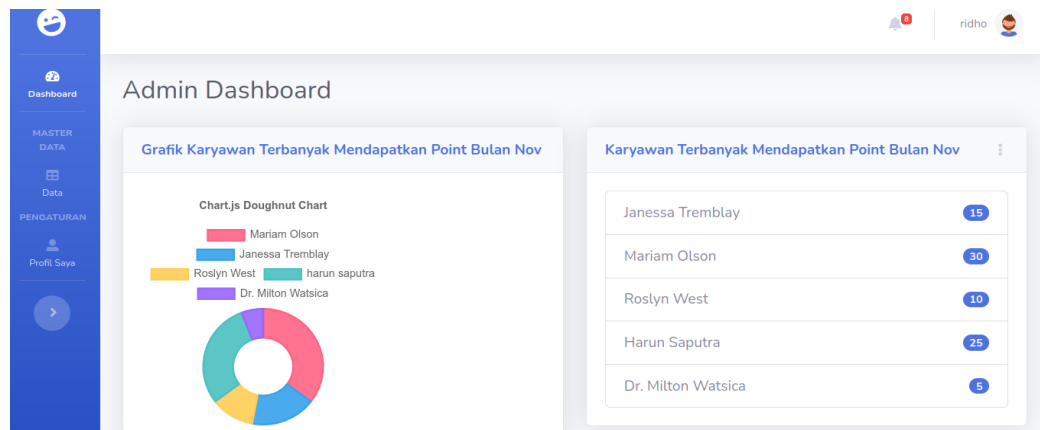 8
ridho
Dashboard
MASTER
DATA
Data
PENGATURAN
Profil Saya
Admin Dashboard
Grafik Karyawan Terbanyak Mendapatkan Point Bulan Nov
Chart.js Doughnut Chart
Mariam Olson
Janessa Tremblay
Roslyn West harun saputra
Dr. Milton Watsica
Karyawan Terbanyak Mendapatkan Point Bulan Nov
Janessa Tremblay 15
Mariam Olson 30
Roslyn West 10
Harun Saputra 25
Dr. Milton Watsica 5